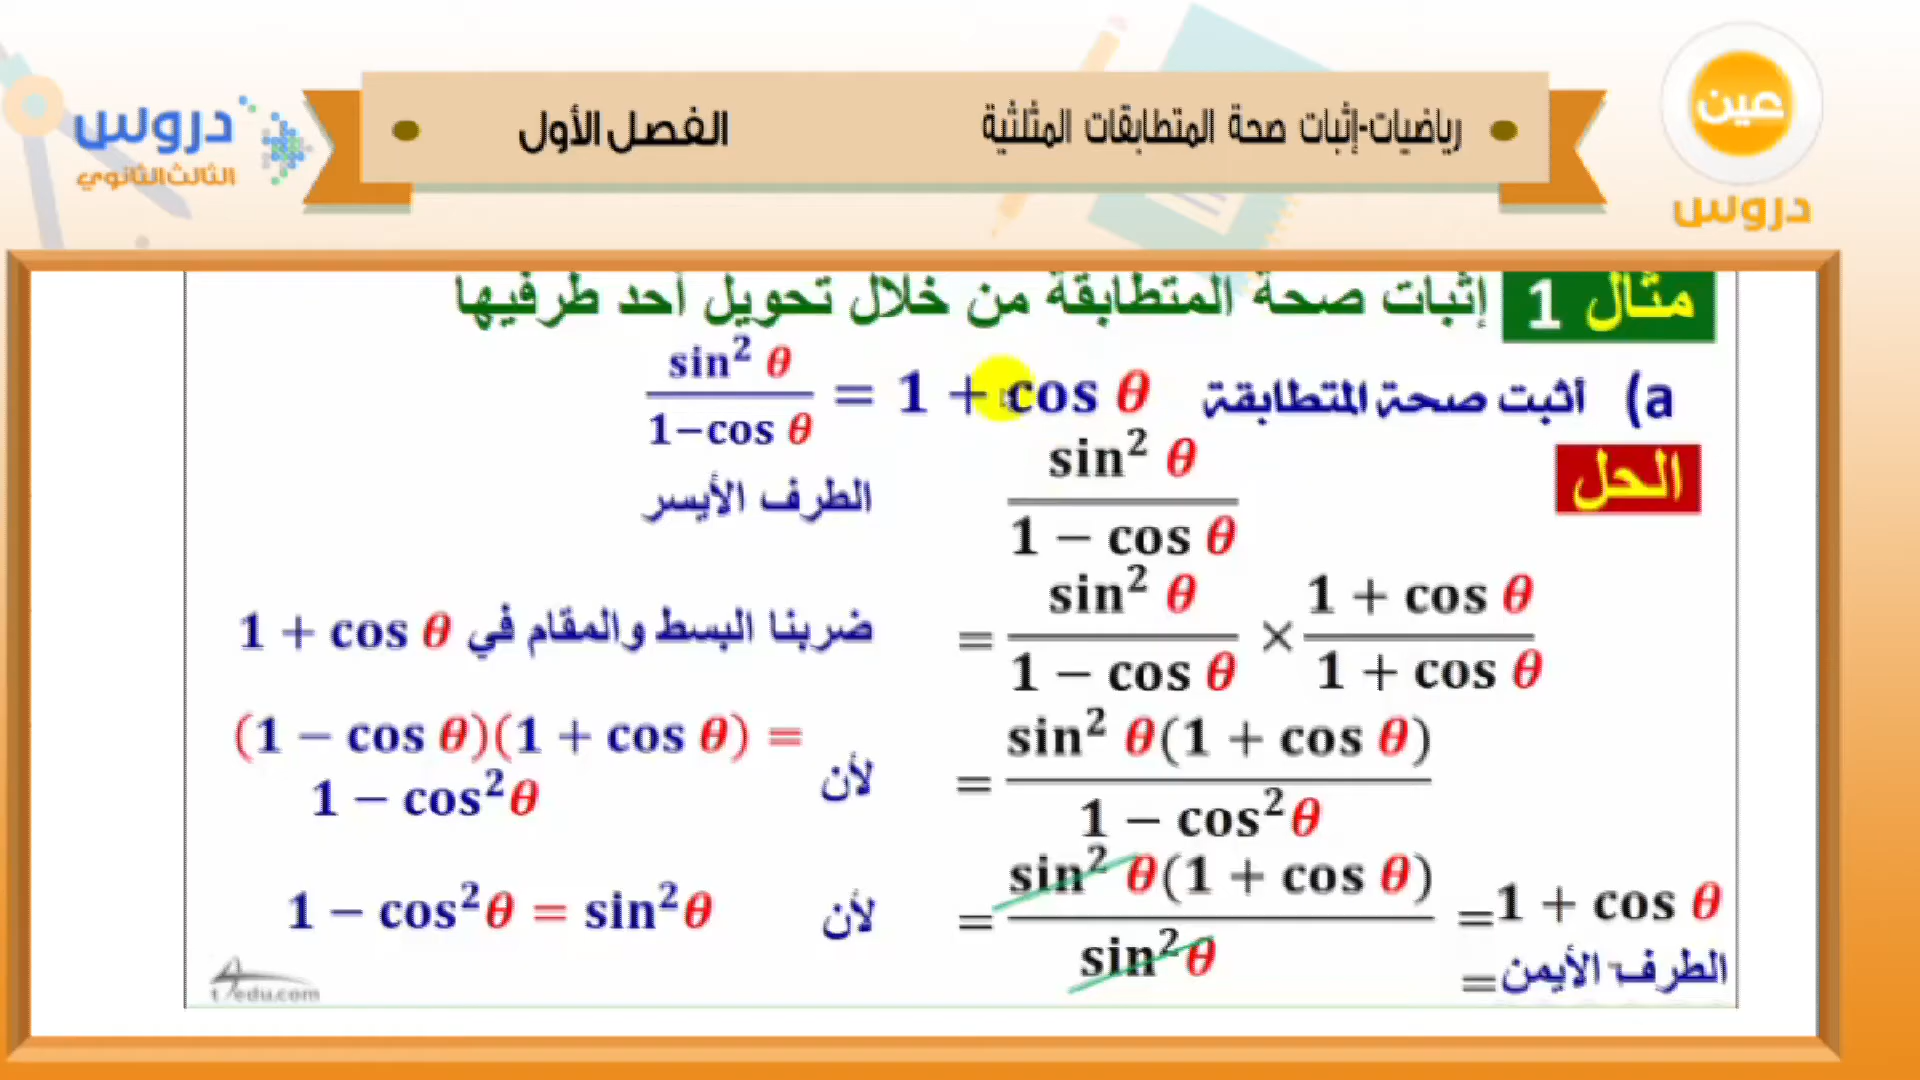 عين
دروس
رياضيات-إثبات صحة المتطابقات المثلثية
الفصل الأول
دروس
الثالث الثانوي
مثال 1 إثبات صحة المتطابقة من خلال تحويل أحد طرفيها
a) أثبت صحة المتطابقة sin² θ / 1−cos θ = 1 + cos θ
الحل
sin² θ / 1 − cos θ الطرف الأيسر
= sin² θ / 1 − cos θ × 1 + cos θ / 1 + cos θ ضربنا البسط والمقام في 1 + cos θ
= sin² θ(1 + cos θ) / 1 − cos²θ لأن (1 − cos θ)(1 + cos θ) =
1 − cos²θ
= sin² θ(1 + cos θ) / sin²θ =1 + cos θ لأن 1 − cos²θ = sin²θ
= الطرف الأيمن